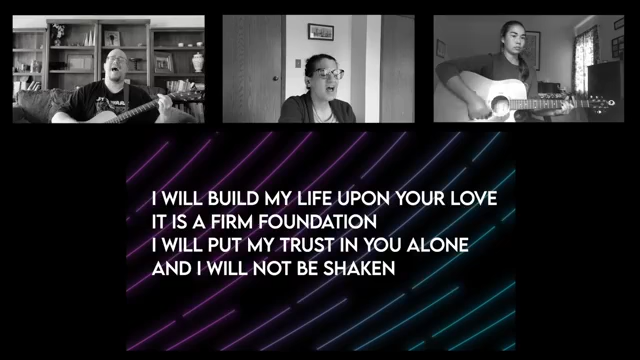 I WILL BUILD MY LIFE UPON YOUR LOVE
IT IS A FIRM FOUNDATION
I WILL PUT MY TRUST IN YOU ALONE
AND I WILL NOT BE SHAKEN